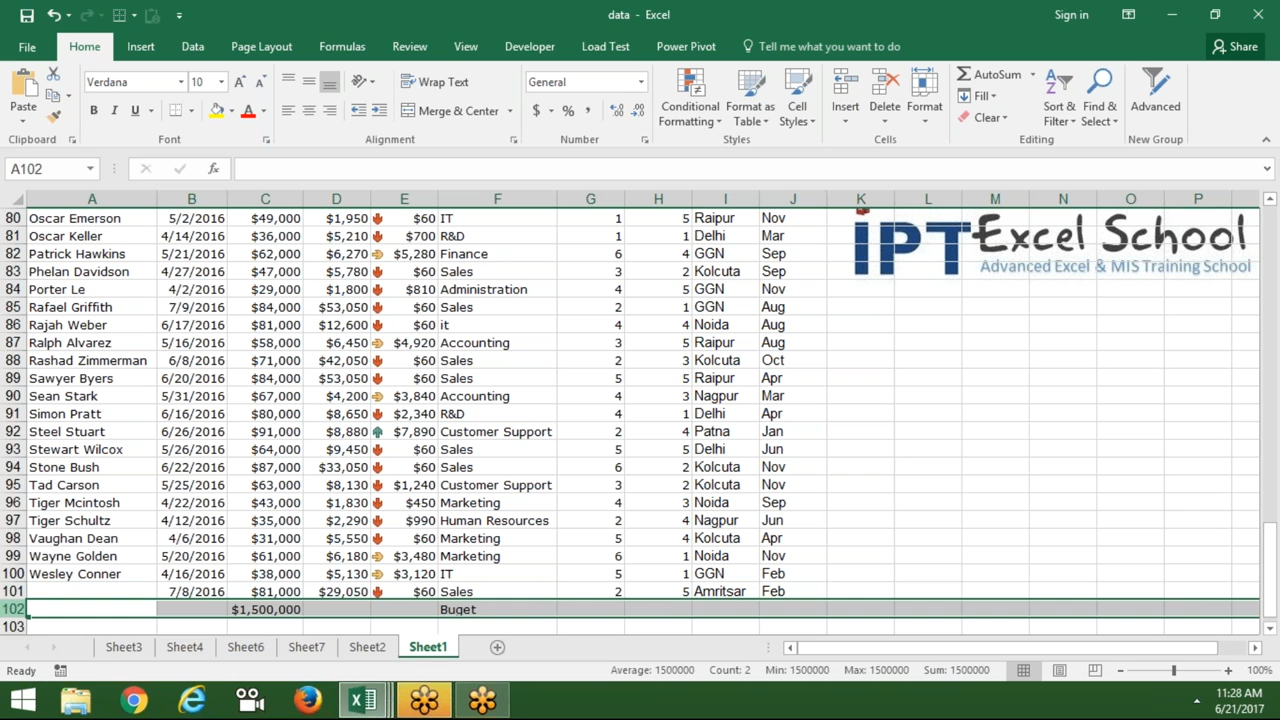 data - Excel
Sign in
File Home Insert Data Page Layout Formulas Review View Developer Load Test Power Pivot Tell me what you want to do Share
Paste
Verdana 10
Wrap Text
General
AutoSum
B I U
Merge & Center
$ % ,
Conditional Formatting
Format as Table
Cell Styles
Insert Delete Format
Fill
Clear
Sort & Filter
Find & Select
Advanced
Clipboard Font Alignment Number Styles Cells Editing New Group
A102 fx
A B C D E F G H I J K L M N O P
80 Oscar Emerson 5/2/2016 $49,000 $1,950 $60 IT 1 5 Raipur Nov
81 Oscar Keller 4/14/2016 $36,000 $5,210 $700 R&D 1 1 Delhi Mar
82 Patrick Hawkins 5/21/2016 $62,000 $6,270 $5,280 Finance 6 4 GGN Sep
83 Phelan Davidson 4/27/2016 $47,000 $5,780 $60 Sales 3 2 Kolcuta Sep
84 Porter Le 4/2/2016 $29,000 $1,800 $810 Administration 4 5 GGN Nov
85 Rafael Griffith 7/9/2016 $84,000 $53,050 $60 Sales 2 1 GGN Aug
86 Rajah Weber 6/17/2016 $81,000 $12,600 $60 it 4 4 Noida Aug
87 Ralph Alvarez 5/16/2016 $58,000 $6,450 $4,920 Accounting 3 5 Raipur Aug
88 Rashad Zimmerman 6/8/2016 $71,000 $42,050 $60 Sales 2 3 Kolcuta Oct
89 Sawyer Byers 6/20/2016 $84,000 $53,050 $60 Sales 5 5 Raipur Apr
90 Sean Stark 5/31/2016 $67,000 $4,200 $3,840 Accounting 4 3 Nagpur Mar
91 Simon Pratt 6/16/2016 $80,000 $8,650 $2,340 R&D 4 1 Delhi Apr
92 Steel Stuart 6/26/2016 $91,000 $8,880 $7,890 Customer Support 2 4 Patna Jan
93 Stewart Wilcox 5/26/2016 $64,000 $9,450 $60 Sales 5 5 Delhi Jun
94 Stone Bush 6/22/2016 $87,000 $33,050 $60 Sales 6 2 Kolcuta Nov
95 Tad Carson 5/25/2016 $63,000 $8,130 $1,240 Customer Support 3 2 Kolcuta Nov
96 Tiger Mcintosh 4/22/2016 $43,000 $1,830 $450 Marketing 4 3 Noida Sep
97 Tiger Schultz 4/12/2016 $35,000 $2,290 $990 Human Resources 2 4 Nagpur Jun
98 Vaughan Dean 4/6/2016 $31,000 $5,550 $60 Marketing 5 4 Kolcuta Apr
99 Wayne Golden 5/20/2016 $61,000 $6,180 $3,480 Marketing 6 1 Noida Nov
100 Wesley Conner 4/16/2016 $38,000 $5,130 $3,120 IT 5 1 GGN Feb
101 7/8/2016 $81,000 $29,050 $60 Sales 2 5 Amritsar Feb
102 $1,500,000 Buget
103
iPT Excel School
Advanced Excel & MIS Training School
Sheet3 Sheet4 Sheet6 Sheet7 Sheet2 Sheet1
Ready Average: 1500000 Count: 2 Min: 1500000 Max: 1500000 Sum: 1500000 100%
11:28 AM
6/21/2017